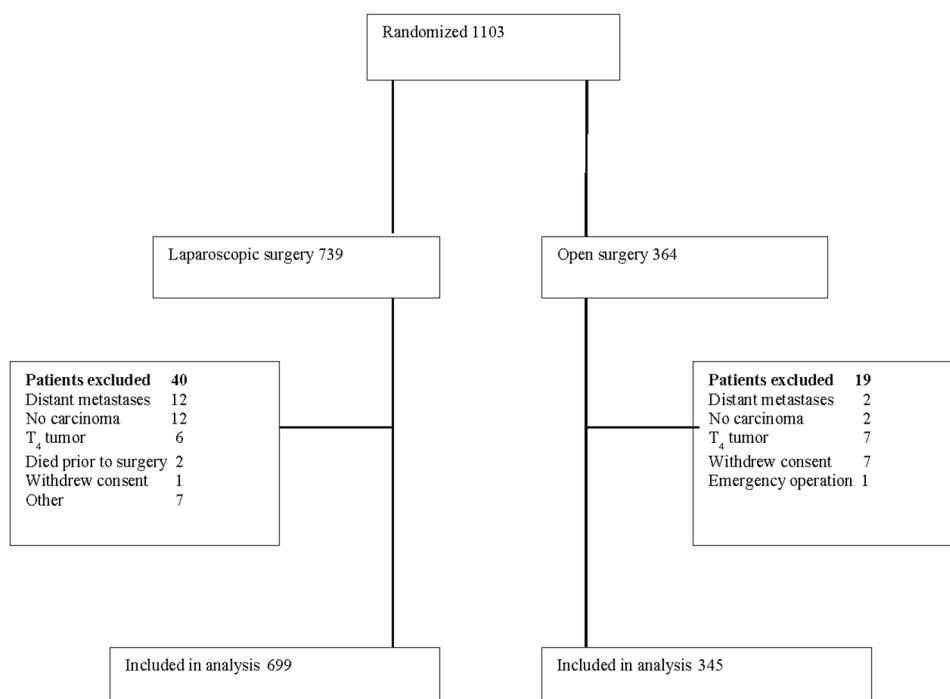 Randomized 1103
Laparoscopic surgery 739
Open surgery 364
Patients excluded 40
Distant metastases 12
No carcinoma 12
T4 tumor 6
Died prior to surgery 2
Withdrew consent 1
Other 7
Patients excluded 19
Distant metastases 2
No carcinoma 2
T4 tumor 7
Withdrew consent 7
Emergency operation 1
Included in analysis 699
Included in analysis 345